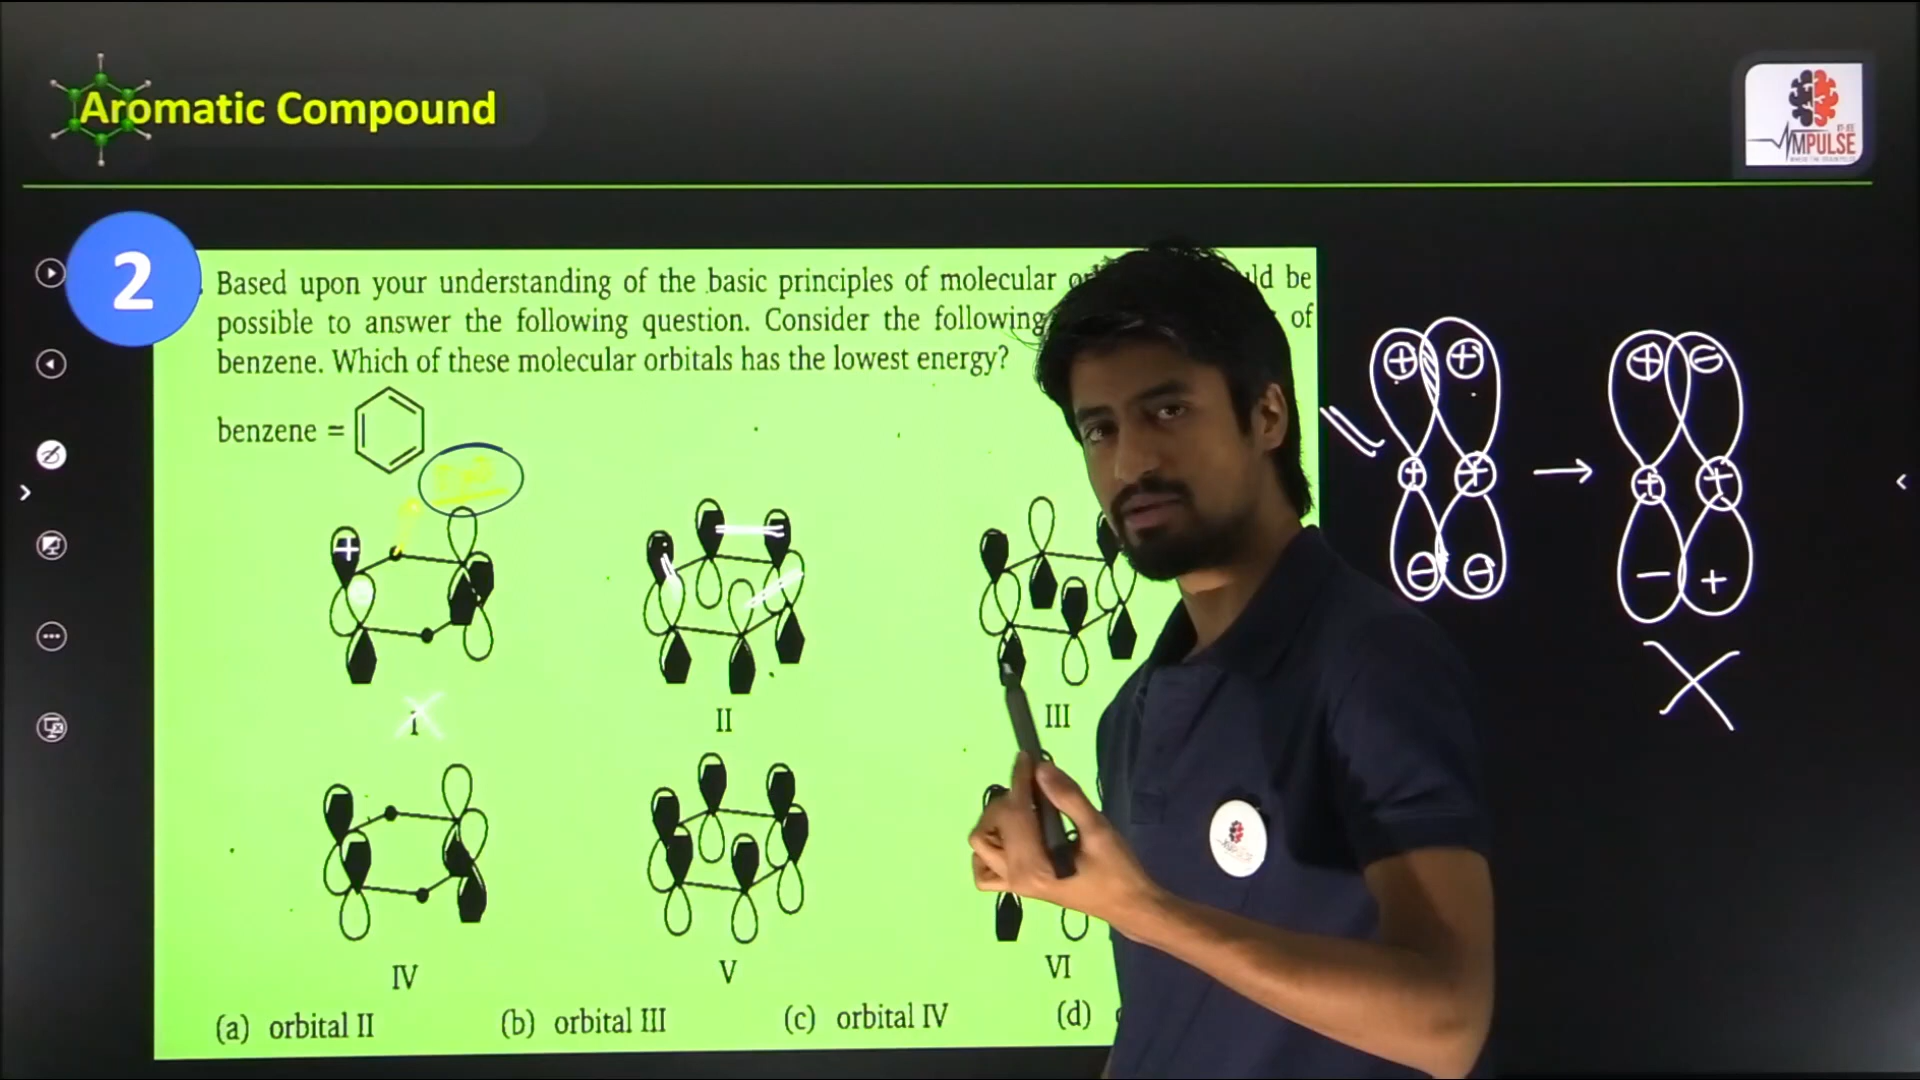 Aromatic Compound
IMPULSE
2
Based upon your understanding of the basic principles of molecular
ld be
possible to answer the following question. Consider the following
of
benzene. Which of these molecular orbitals has the lowest energy?
benzene =
+ + + −
+ + + +
− − − +
+
I II III
IV V VI
(a) orbital II (b) orbital III (c) orbital IV (d)